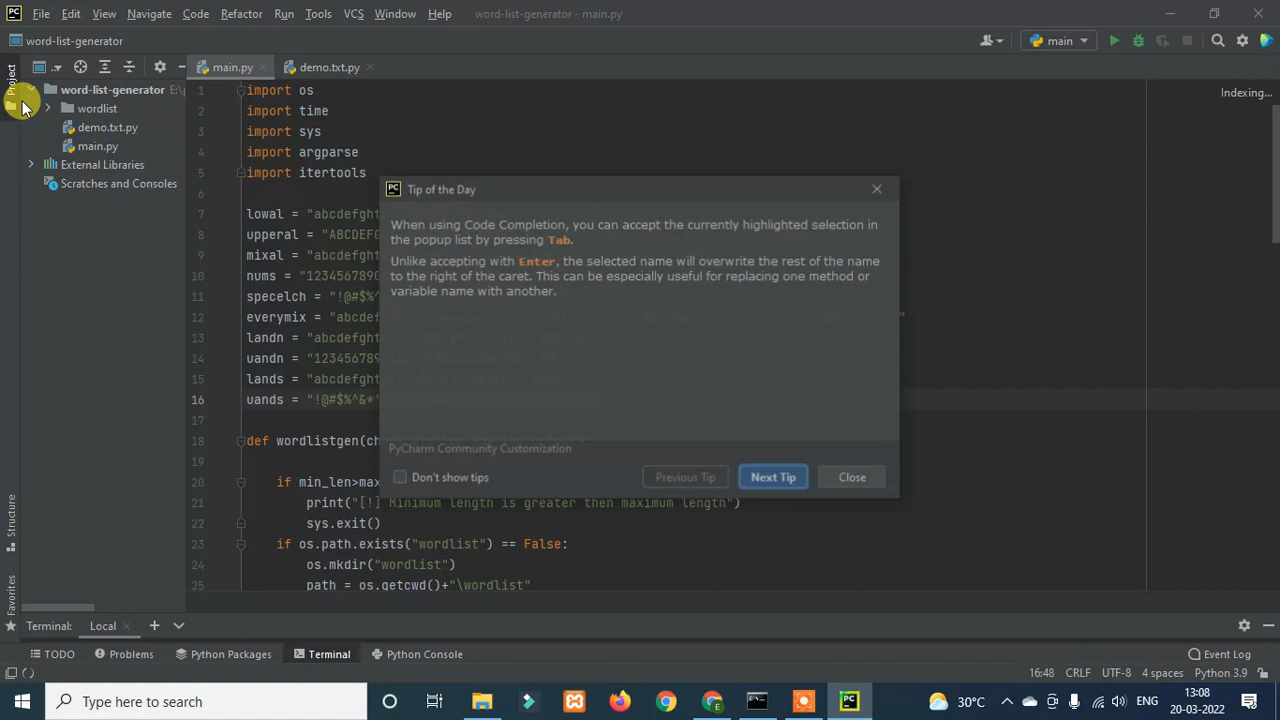 File Edit View Navigate Code Refactor Run Tools VCS Window Help word-list-generator - main.py
word-list-generator
main
Project
main.py
demo.txt.py
word-list-generator
wordlist
demo.txt.py
main.py
External Libraries
Scratches and Consoles
Indexing...
1 import os
2 import time
3 import sys
4 import argparse
5 import itertools
6
7 lowal = "abcdefght
8 upperal = "ABCDEFG
9 mixal = "abcdefght
10 nums = "123456789
11 specelch = "!@#$%^
12 everymix = "abcde
13 landn = "abcdefght
14 uandn = "123456789
15 lands = "abcdefght
16 uands = "!@#$%^&*
17
18 def wordlistgen(
19
20 if min_len>max
21 print("[!] Minimum length is greater then maximum length")
22 sys.exit()
23 if os.path.exists("wordlist") == False:
24 os.mkdir("wordlist")
25 path = os.getcwd()+"\wordlist"
Tip of the Day
When using Code Completion, you can accept the currently highlighted selection in
the popup list by pressing Tab.
Unlike accepting with Enter, the selected name will overwrite the rest of the name
to the right of the caret. This can be especially useful for replacing one method or
variable name with another.
PyCharm Community Customization
Don't show tips
Previous Tip
Next Tip
Close
Structure
Favorites
Terminal: Local
TODO Problems Python Packages Terminal Python Console Event Log
16:48 CRLF UTF-8 4 spaces Python 3.9
Type here to search
30°C
ENG
13:08
20-03-2022